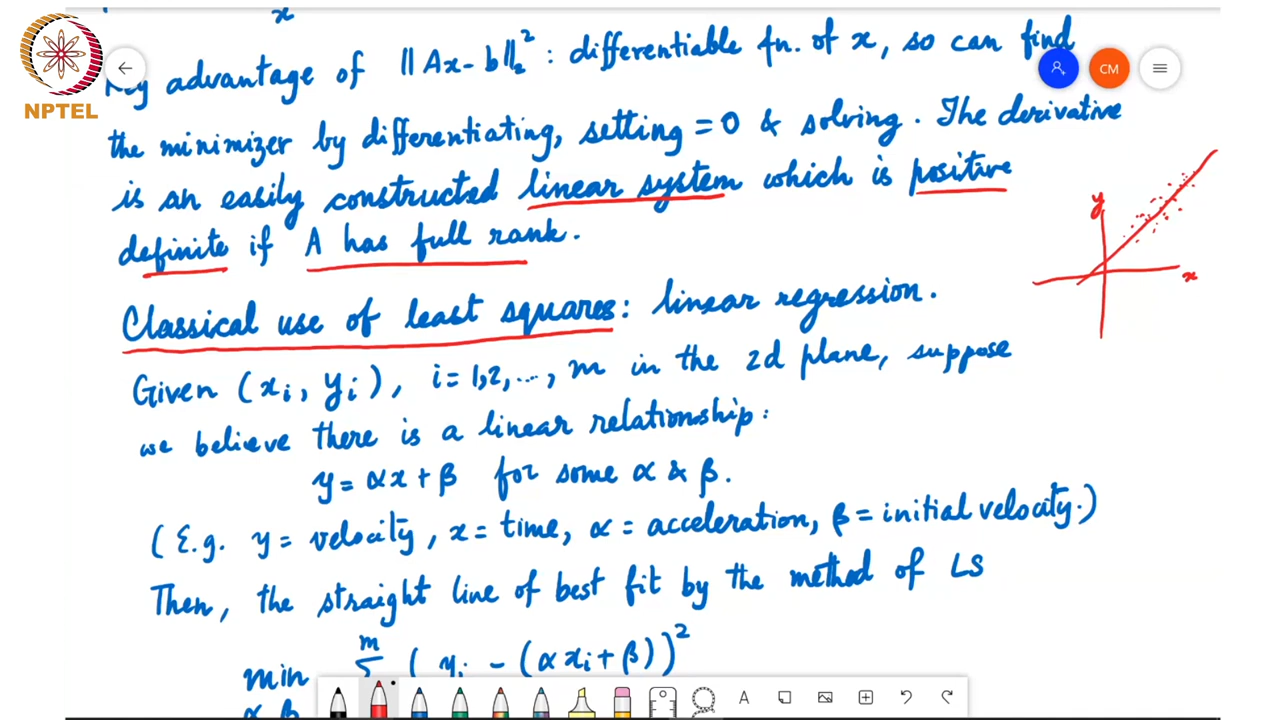 x
Key advantage of ||Ax-b||₂² : differentiable fn. of x, so can find
the minimizer by differentiating, setting =0 & solving. The derivative
is an easily constructed linear system which is positive
definite if A has full rank.
Classical use of least squares: linear regression.
Given (xᵢ, yᵢ), i=1,2,..., m in the 2d plane, suppose
we believe there is a linear relationship:
y = αx + β for some α & β.
(E.g. y = velocity, x = time, α = acceleration, β = initial velocity.)
Then, the straight line of best fit by the method of LS
min Σ (yᵢ - (αxᵢ + β))²
m
α β
y
x
NPTEL
CM
A